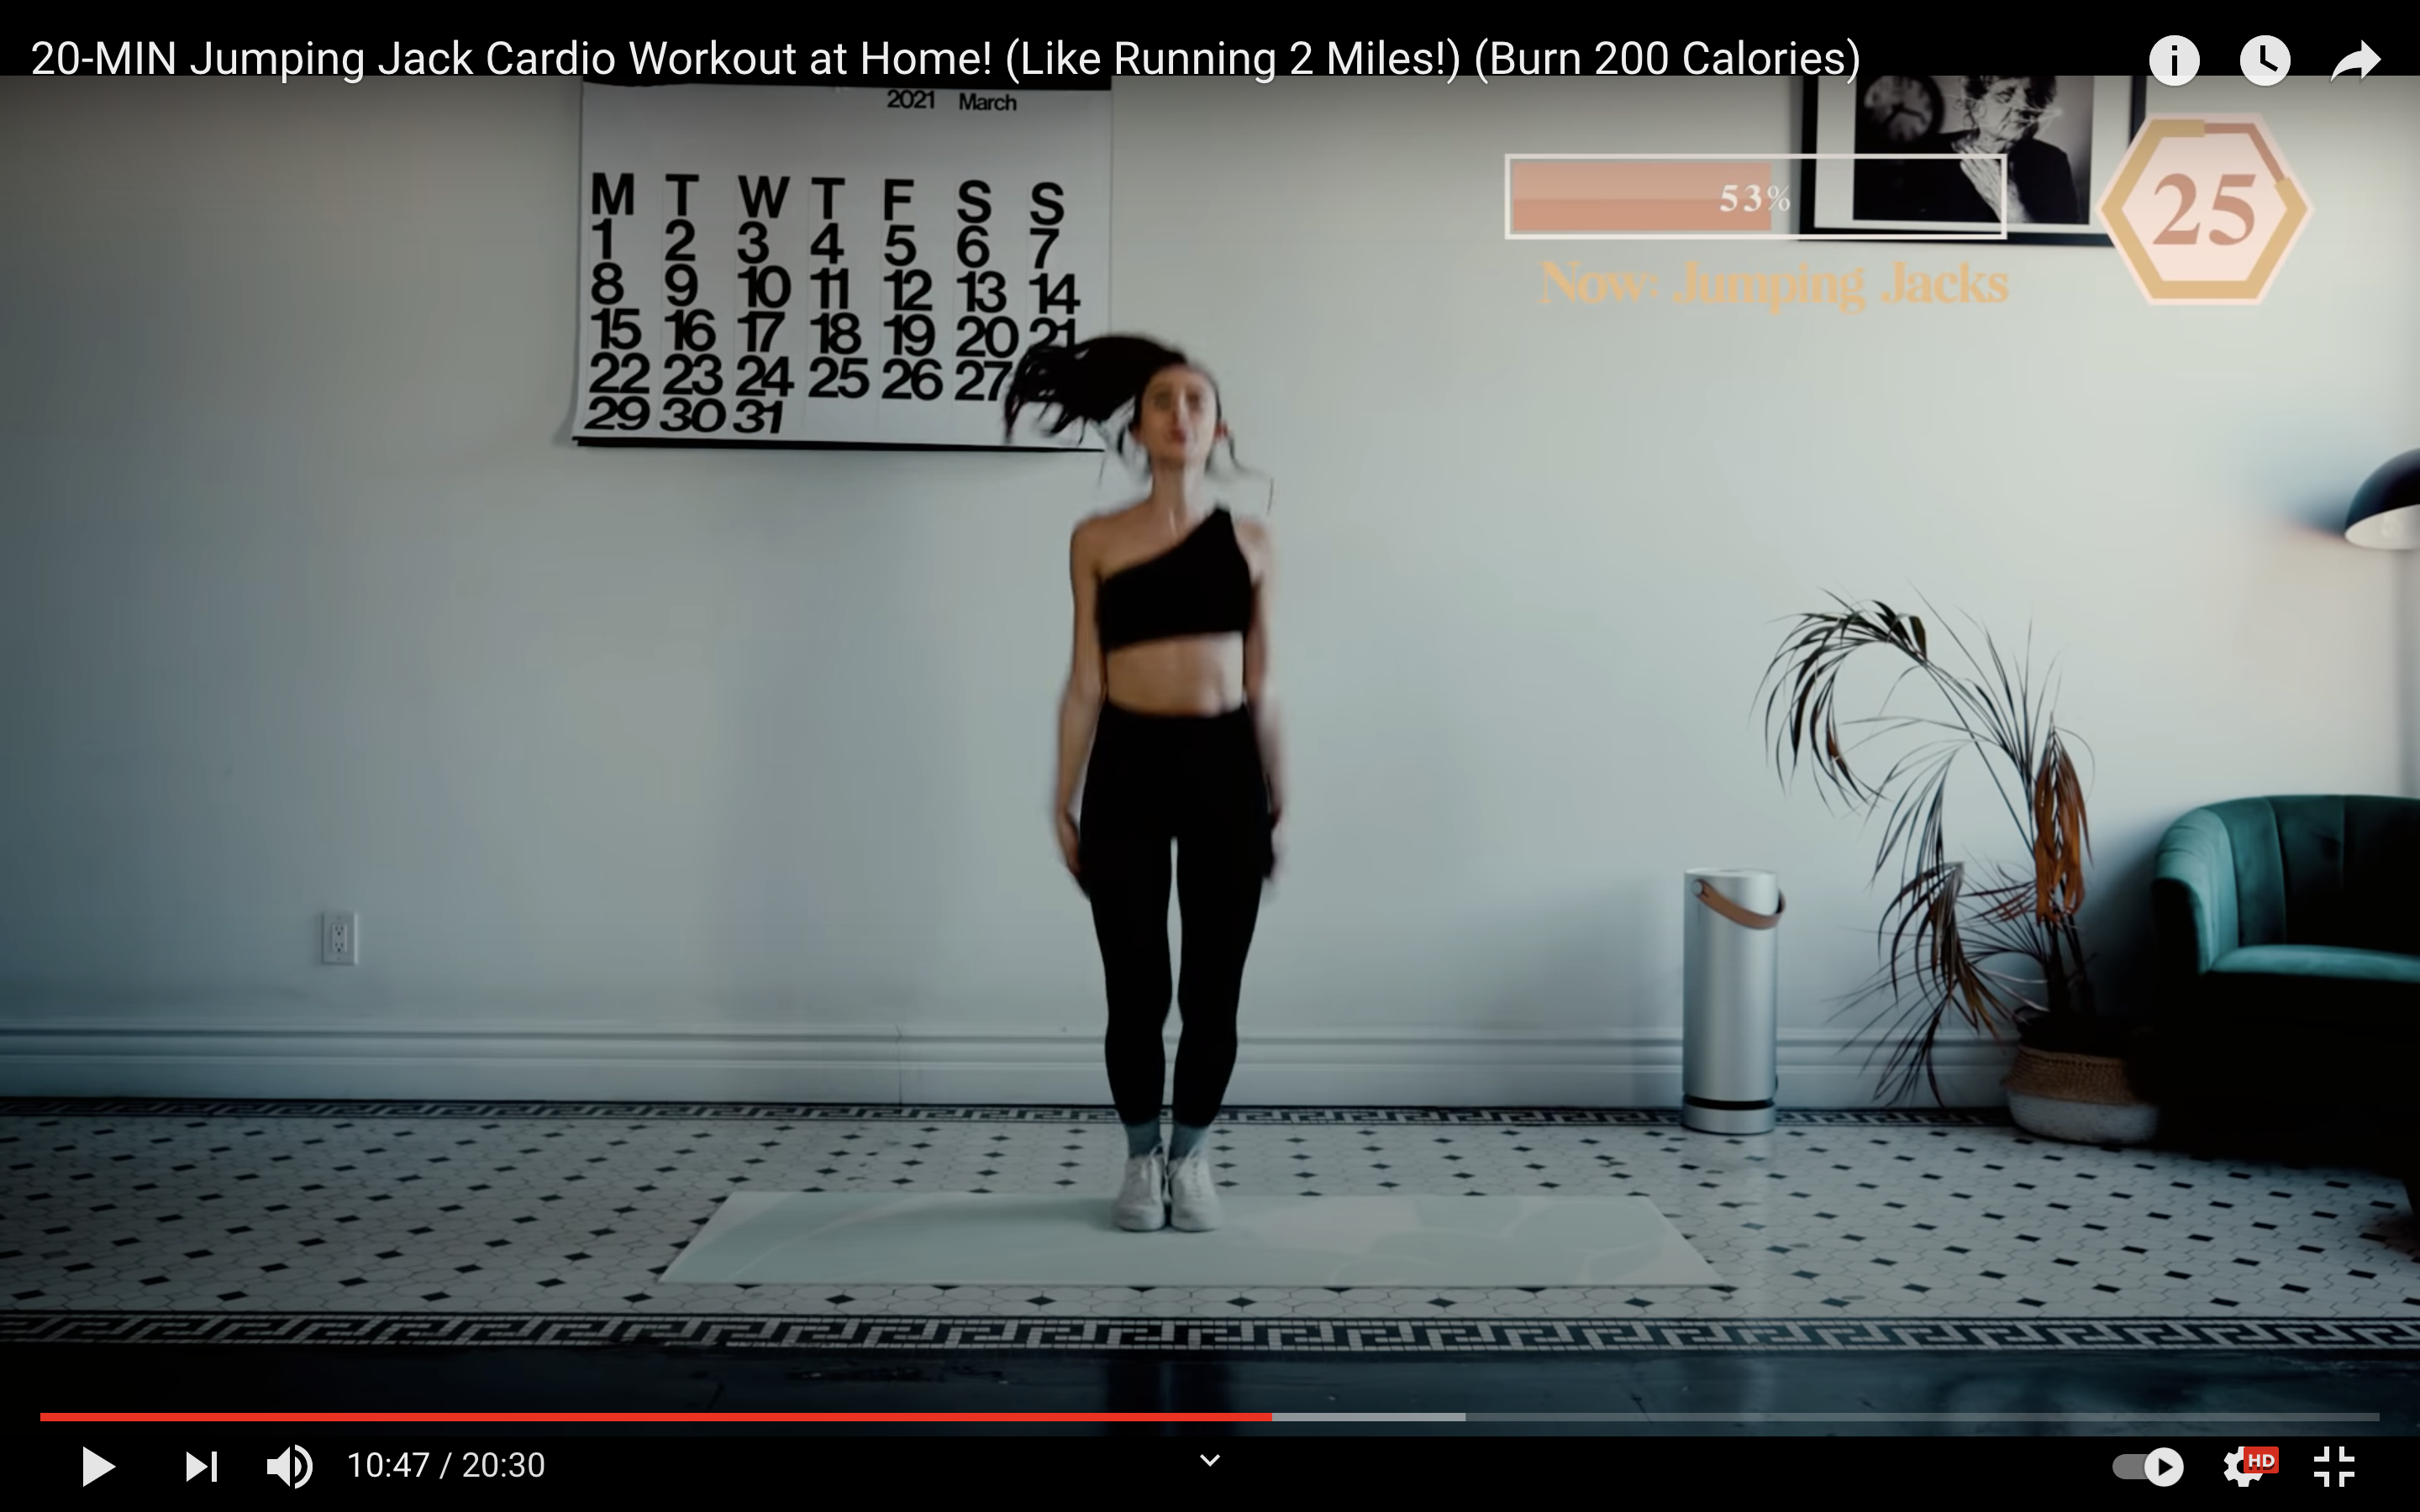 20-MIN Jumping Jack Cardio Workout at Home! (Like Running 2 Miles!) (Burn 200 Calories)
2021 March
M T W T F S S
1 2 3 4 5 6 7
8 9 10 11 12 13 14
15 16 17 18 19 20 21
22 23 24 25 26 27
29 30 31
53%
25
Now: Jumping Jacks
10:47 / 20:30
HD